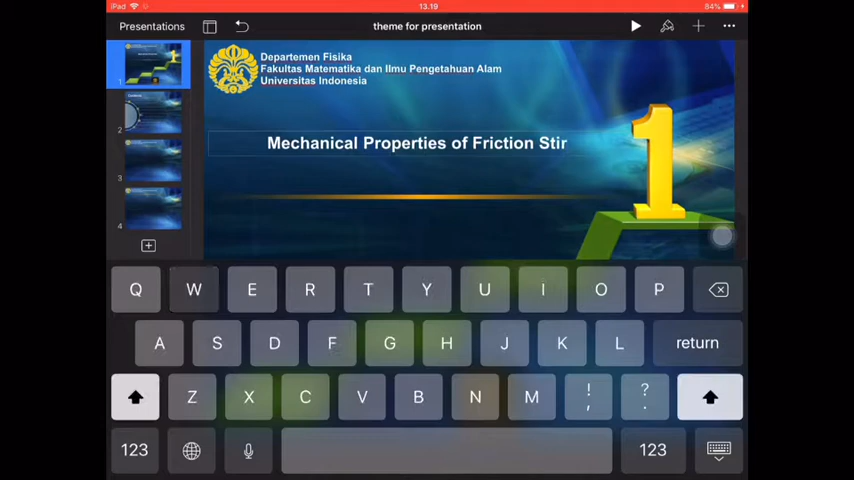 iPad 13.19 84%
Presentations theme for presentation
Departemen Fisika
Fakultas Matematika dan Ilmu Pengetahuan Alam
Universitas Indonesia
Mechanical Properties of Friction Stir
1
1
2
3
4
Q W E R T Y U I O P
A S D F G H J K L return
Z X C V B N M ! , ? .
123 123